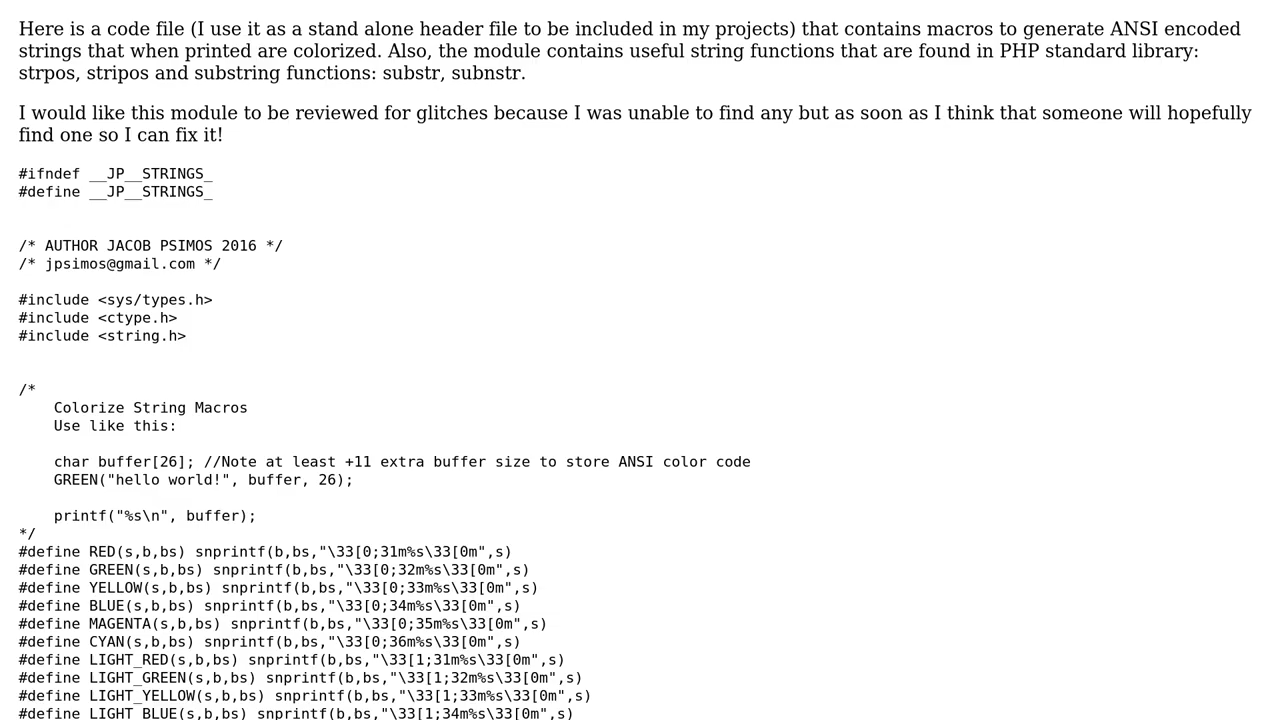 Here is a code file (I use it as a stand alone header file to be included in my projects) that contains macros to generate ANSI encoded
strings that when printed are colorized. Also, the module contains useful string functions that are found in PHP standard library:
strpos, stripos and substring functions: substr, subnstr.
I would like this module to be reviewed for glitches because I was unable to find any but as soon as I think that someone will hopefully
find one so I can fix it!
#ifndef __JP__STRINGS_
#define __JP__STRINGS_
/* AUTHOR JACOB PSIMOS 2016 */
/* jpsimos@gmail.com */
#include <sys/types.h>
#include <ctype.h>
#include <string.h>
/*
    Colorize String Macros
    Use like this:
    char buffer[26]; //Note at least +11 extra buffer size to store ANSI color code
    GREEN("hello world!", buffer, 26);
    printf("%s\n", buffer);
*/
#define RED(s,b,bs) snprintf(b,bs,"\33[0;31m%s\33[0m",s)
#define GREEN(s,b,bs) snprintf(b,bs,"\33[0;32m%s\33[0m",s)
#define YELLOW(s,b,bs) snprintf(b,bs,"\33[0;33m%s\33[0m",s)
#define BLUE(s,b,bs) snprintf(b,bs,"\33[0;34m%s\33[0m",s)
#define MAGENTA(s,b,bs) snprintf(b,bs,"\33[0;35m%s\33[0m",s)
#define CYAN(s,b,bs) snprintf(b,bs,"\33[0;36m%s\33[0m",s)
#define LIGHT_RED(s,b,bs) snprintf(b,bs,"\33[1;31m%s\33[0m",s)
#define LIGHT_GREEN(s,b,bs) snprintf(b,bs,"\33[1;32m%s\33[0m",s)
#define LIGHT_YELLOW(s,b,bs) snprintf(b,bs,"\33[1;33m%s\33[0m",s)
#define LIGHT_BLUE(s,b,bs) snprintf(b,bs,"\33[1;34m%s\33[0m",s)